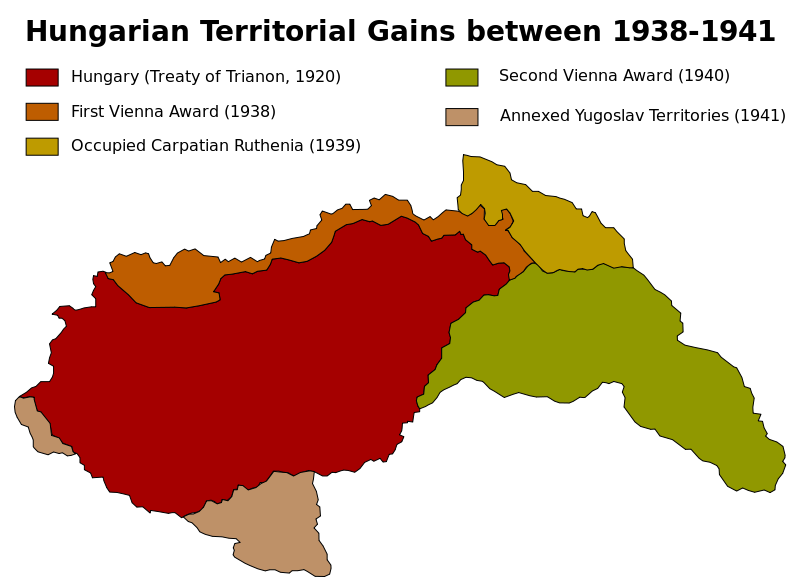 Hungarian Territorial Gains between 1938-1941
Hungary (Treaty of Trianon, 1920)
First Vienna Award (1938)
Occupied Carpatian Ruthenia (1939)
Second Vienna Award (1940)
Annexed Yugoslav Territories (1941)